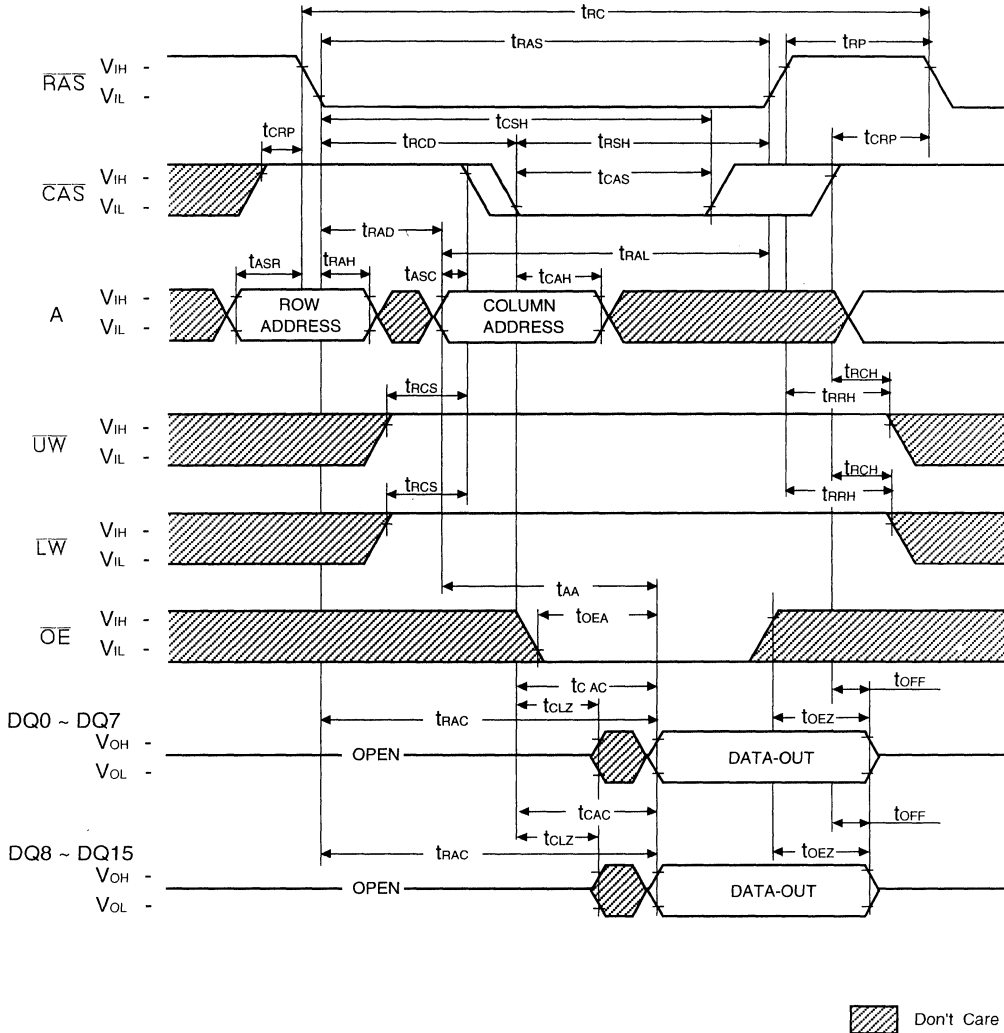 tRC
tRAS
tRP
RAS
VIH -
VIL -
tCSH
tCRP
tRCD
tRSH
tCRP
CAS
VIH -
VIL -
tCAS
tRAD
tRAL
tASR
tRAH
tASC
tCAH
A
VIH -
VIL -
ROW
ADDRESS
COLUMN
ADDRESS
tRCH
tRCS
tRRH
UW
VIH -
VIL -
tRCH
tRCS
tRRH
LW
VIH -
VIL -
tAA
tOEA
OE
VIH -
VIL -
tCAC
tOFF
tCLZ
DQ0 ~ DQ7
tRAC
tOEZ
VOH -
VOL -
OPEN
DATA-OUT
tCAC
tOFF
tCLZ
DQ8 ~ DQ15
tRAC
tOEZ
VOH -
VOL -
OPEN
DATA-OUT
Don't Care